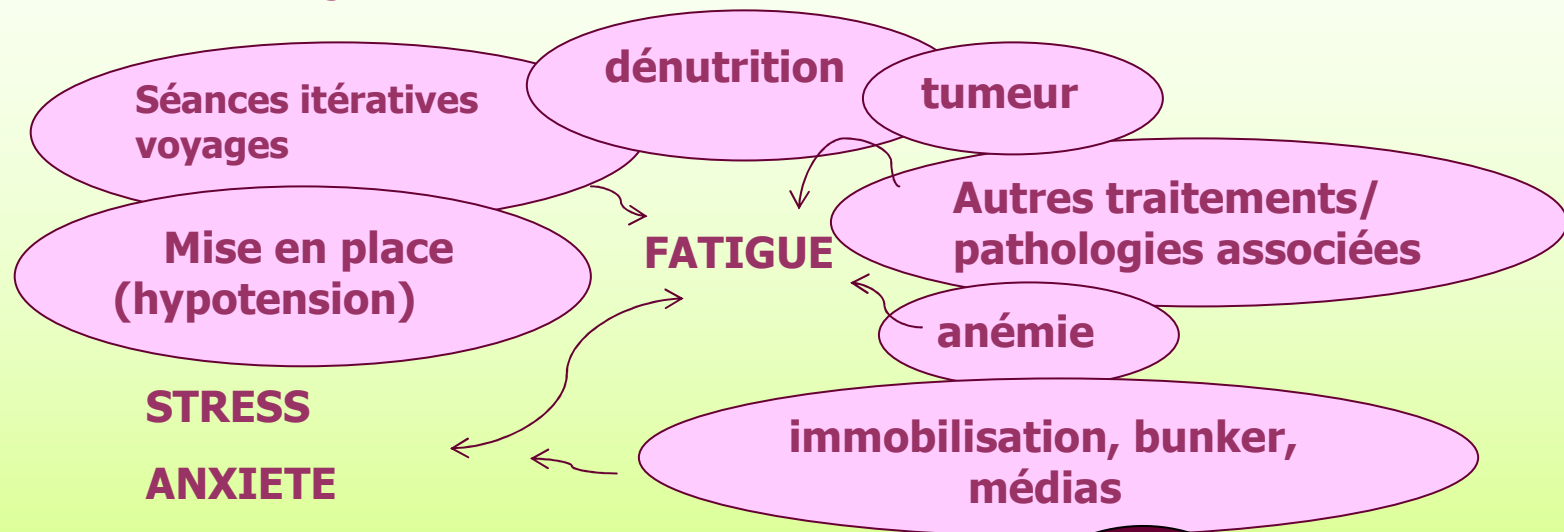 Séances itératives
voyages
dénutrition
tumeur
Mise en place
(hypotension)
FATIGUE
Autres traitements/
pathologies associées
anémie
STRESS
ANXIETE
immobilisation, bunker,
médias